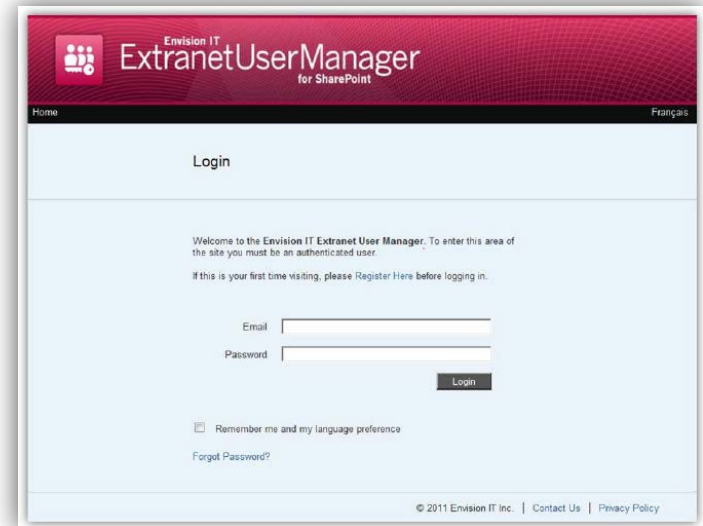 Envision IT
ExtranetUserManager
for SharePoint
Home
Français
Login
Welcome to the Envision IT Extranet User Manager. To enter this area of
the site you must be an authenticated user.
If this is your first time visiting, please Register Here before logging in.
Email
Password
Login
Remember me and my language preference
Forgot Password?
© 2011 Envision IT Inc. | Contact Us | Privacy Policy